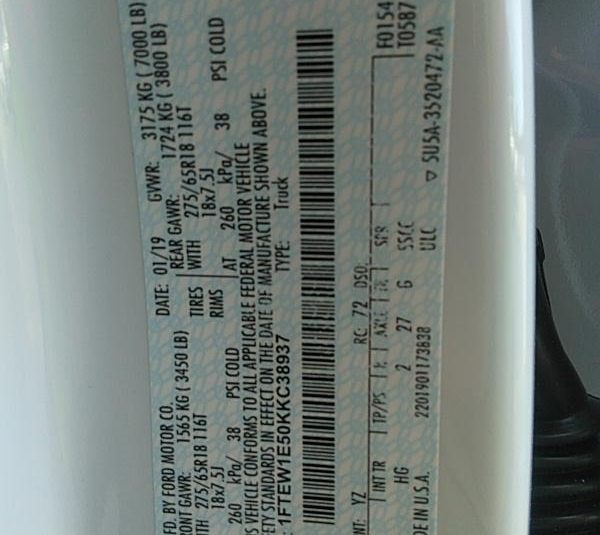 FD. BY FORD MOTOR CO. DATE: 01/19 GVWR: 3175 KG ( 7000 LB)
RONT GAWR: 1565 KG ( 3450 LB) REAR GAWR: 1724 KG ( 3800 LB)
ITH 275/65R18 116T TIRES WITH 275/65R18 116T
18x7.5J RIMS 18x7.5J
260 kPa/ 38 PSI COLD AT 260 kPa/ 38 PSI COLD
S VEHICLE CONFORMS TO ALL APPLICABLE FEDERAL MOTOR VEHICLE
ETY STANDARDS IN EFFECT ON THE DATE OF MANUFACTURE SHOWN ABOVE.
: 1FTEW1E50KKC38937 TYPE: Truck
F0154
T0587
NT: YZ RC: 72 DSO:
INT TR TP/PS R AXLE TR SPR
HG 2 27 G SSCC
DE IN U.S.A. 2201901173838 ULC ▽ SU5A-3520472-AA